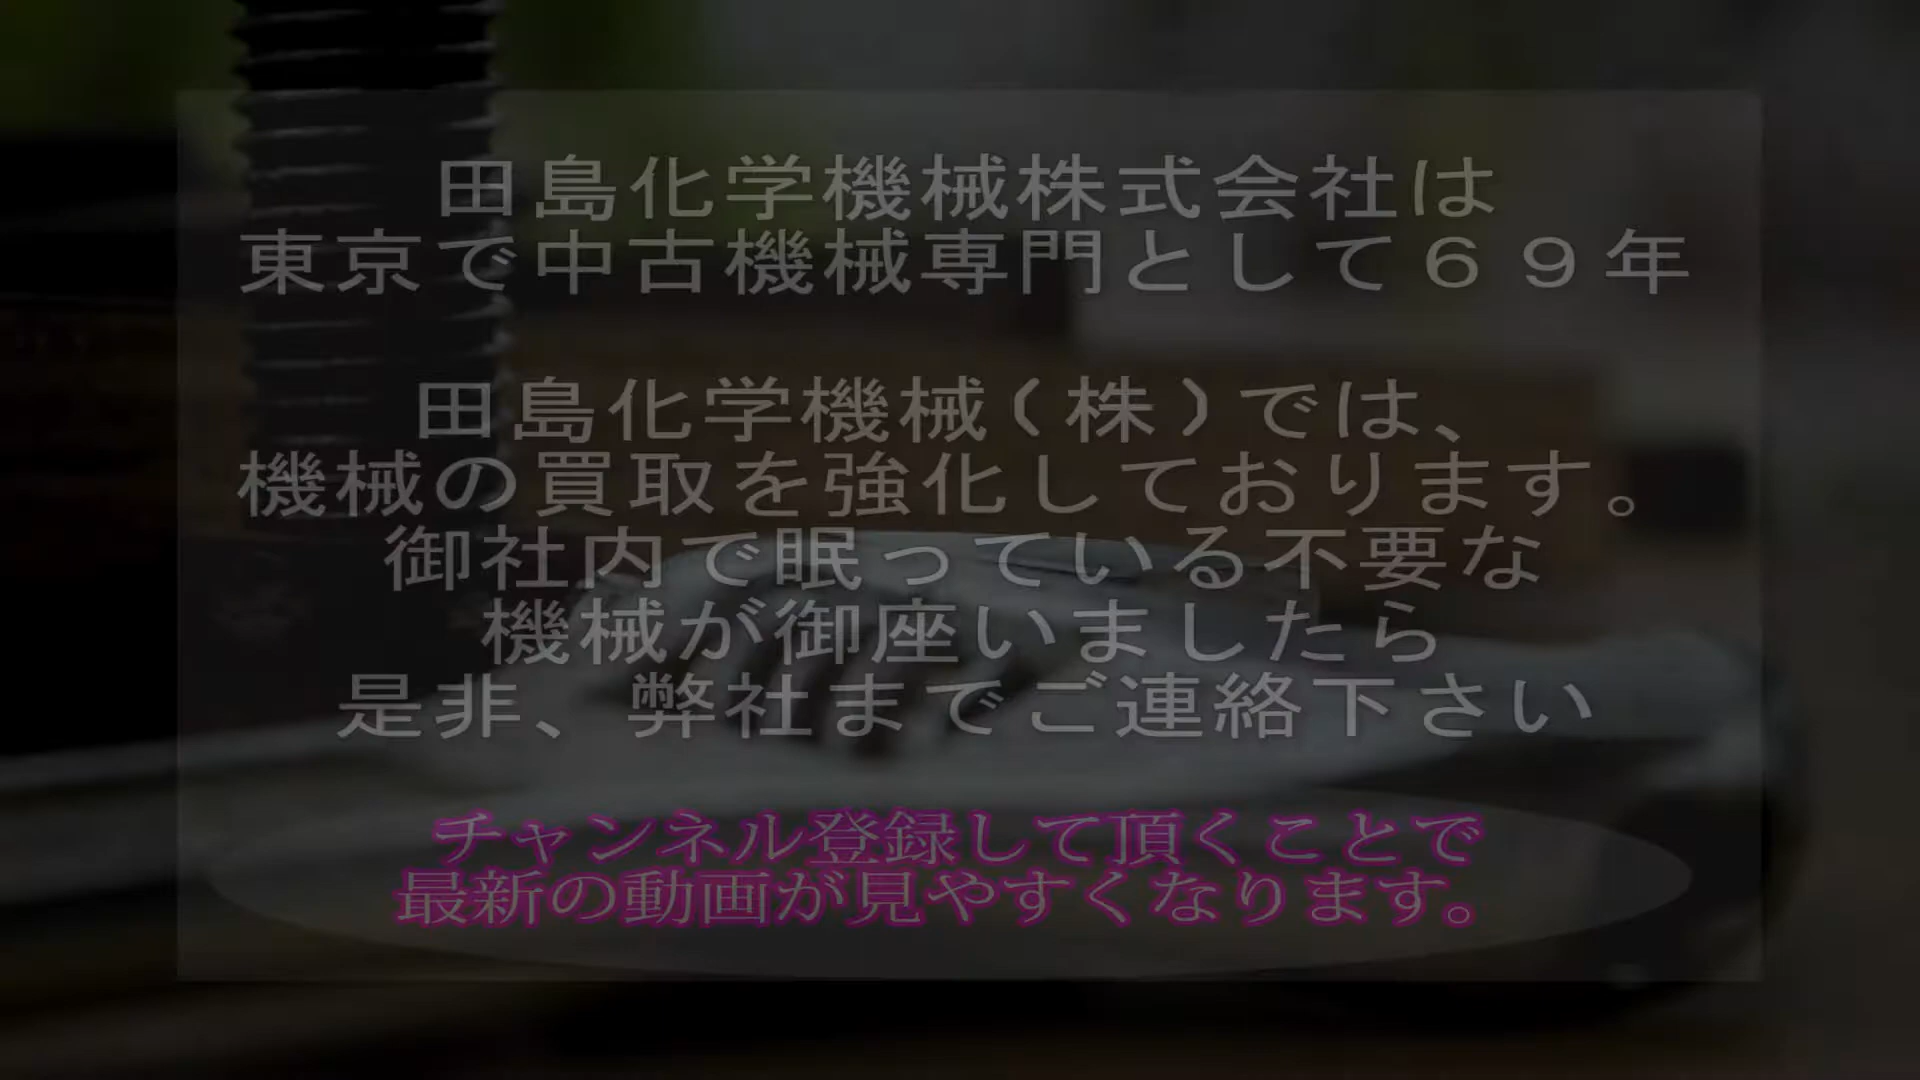 田島化学機械株式会社は
東京で中古機械専門として６９年
田島化学機械(株)では、
機械の買取を強化しております。
御社内で眠っている不要な
機械が御座いましたら
是非、弊社までご連絡下さい
チャンネル登録して頂くことで
最新の動画が見やすくなります。